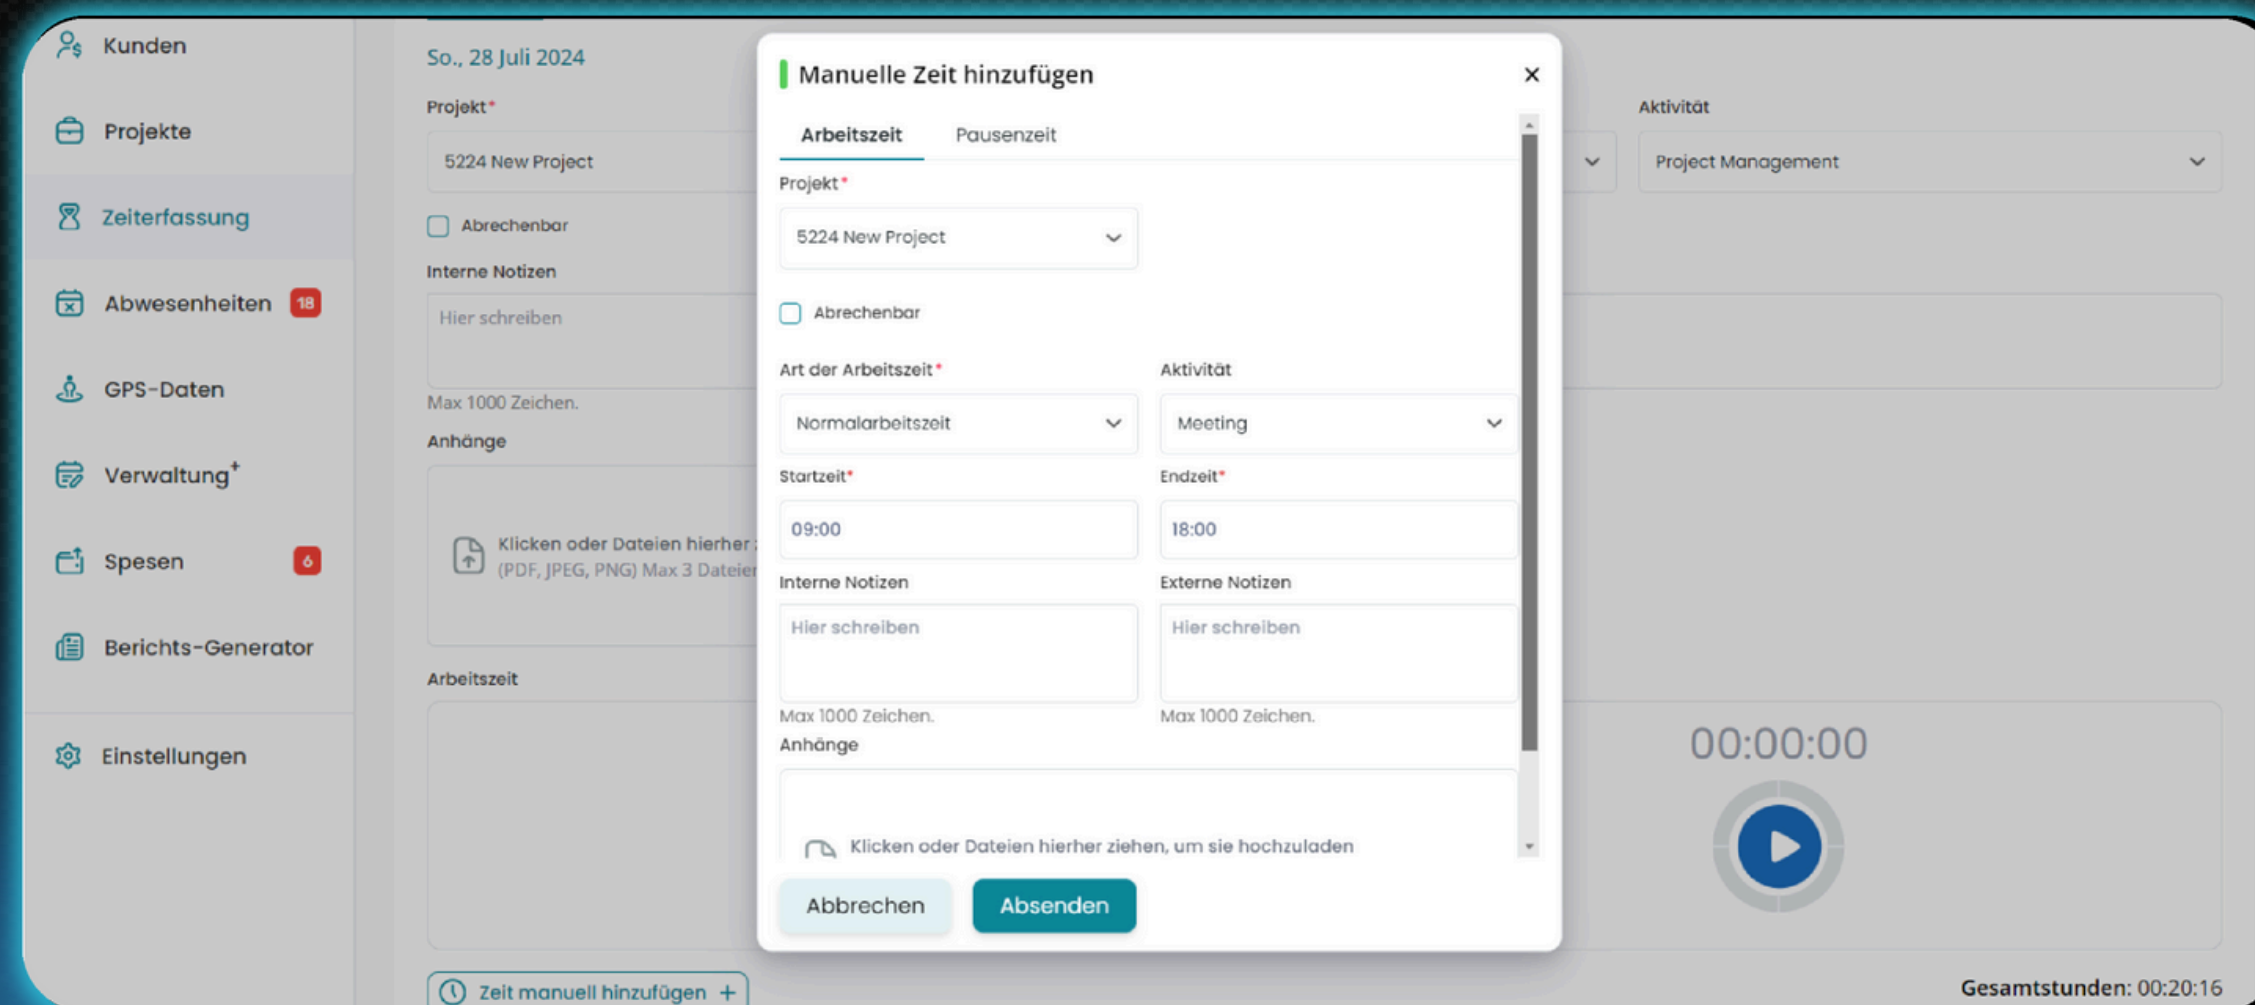 Kunden
Projekte
Zeiterfassung
Abwesenheiten 18
GPS-Daten
Verwaltung+
Spesen 6
Berichts-Generator
Einstellungen
So., 28 Juli 2024
Projekt*
5224 New Project
Abrechenbar
Interne Notizen
Hier schreiben
Max 1000 Zeichen.
Anhänge
Klicken oder Dateien hierher
(PDF, JPEG, PNG) Max 3 Dateien
Arbeitszeit
Zeit manuell hinzufügen +
Manuelle Zeit hinzufügen
Arbeitszeit Pausenzeit
Projekt*
5224 New Project
Abrechenbar
Art der Arbeitszeit* Aktivität
Normalarbeitszeit Meeting
Startzeit* Endzeit*
09:00 18:00
Interne Notizen Externe Notizen
Hier schreiben Hier schreiben
Max 1000 Zeichen. Max 1000 Zeichen.
Anhänge
Klicken oder Dateien hierher ziehen, um sie hochzuladen
Abbrechen Absenden
Aktivität
Project Management
00:00:00
Gesamtstunden: 00:20:16